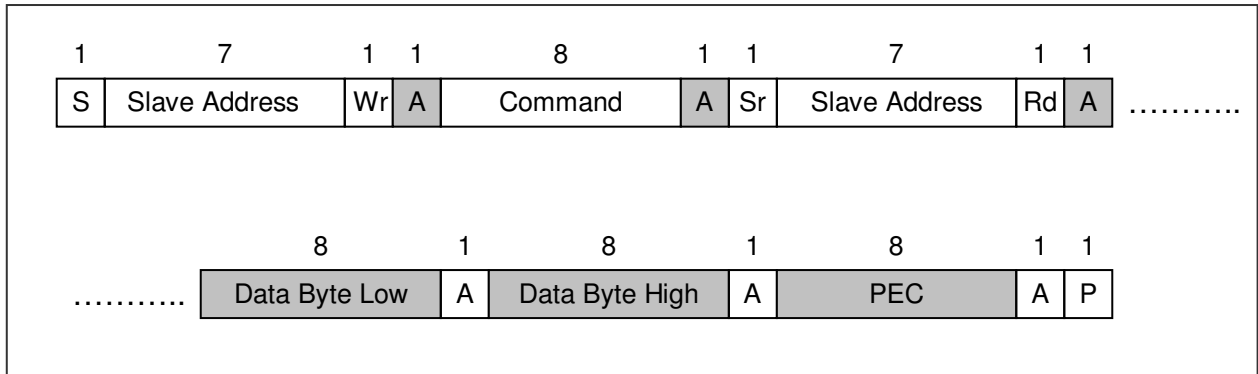 1 7 1 1 8 1 1 7 1 1
S Slave Address Wr A Command A Sr Slave Address Rd A ………..
8 1 8 1 8 1 1
……….. Data Byte Low A Data Byte High A PEC A P